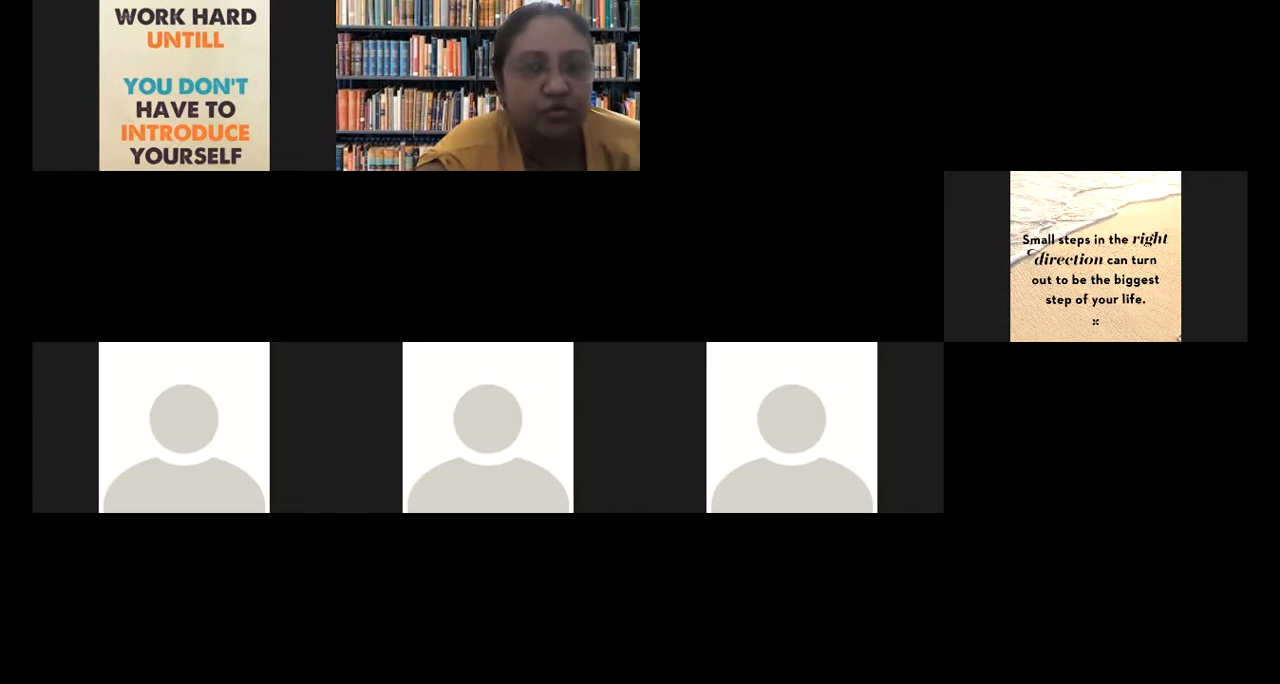 WORK HARD
UNTILL
YOU DON'T
HAVE TO
INTRODUCE
YOURSELF
Small steps in the right
direction can turn
out to be the biggest
step of your life.